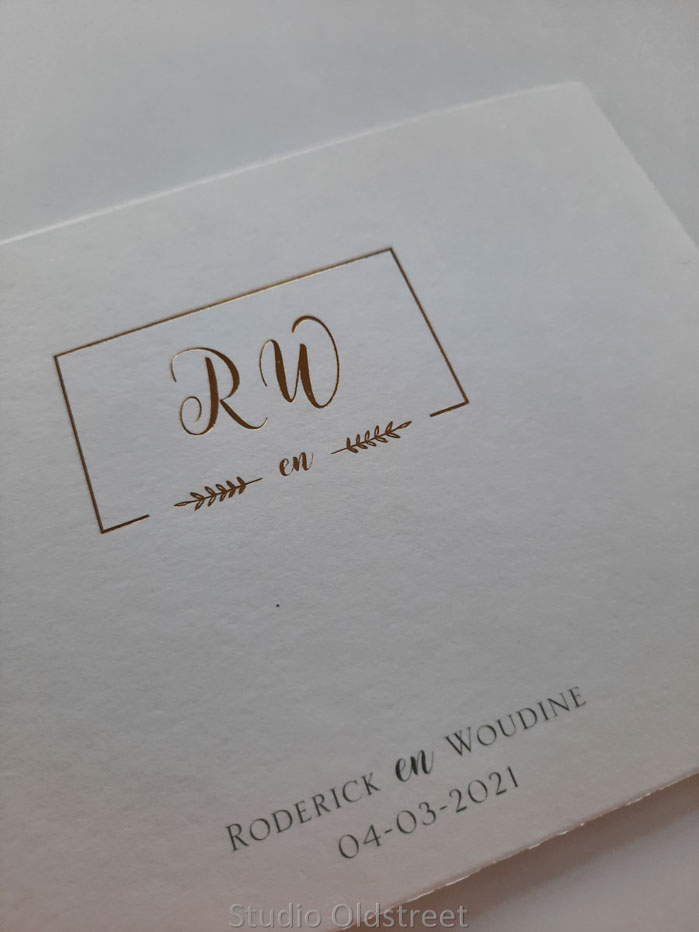 RW
en
RODERICK en WOUDINE
04-03-2021
Studio Oldstreet